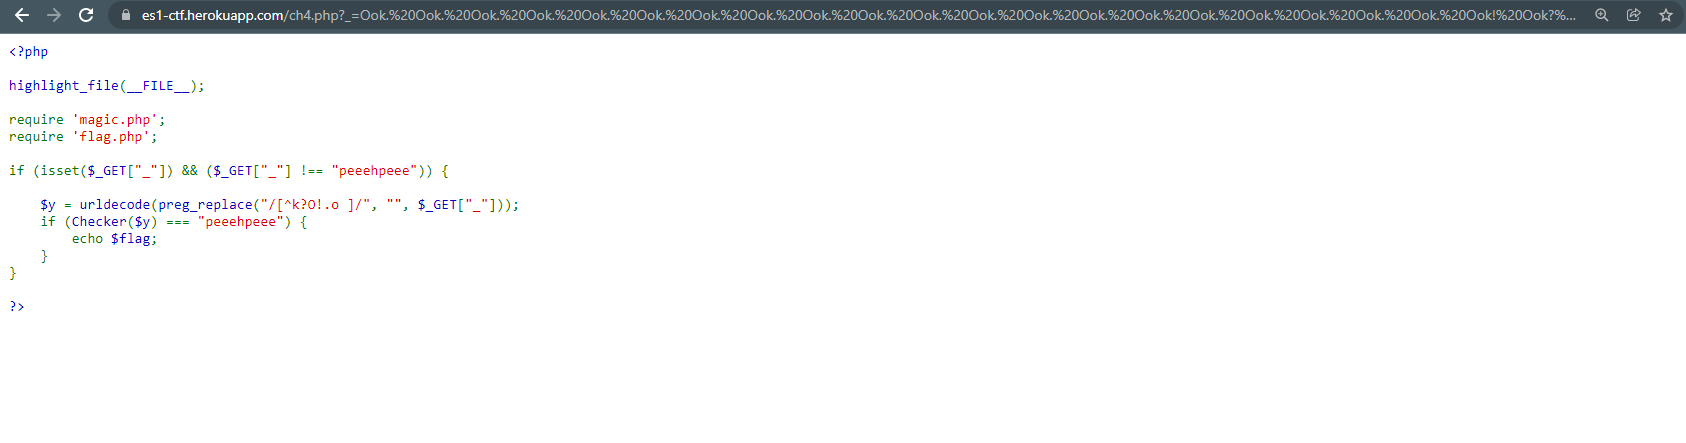 es1-ctf.herokuapp.com/ch4.php?_=Ook.%20Ook.%20Ook.%20Ook.%20Ook.%20Ook.%20Ook.%20Ook.%20Ook.%20Ook.%20Ook.%20Ook.%20Ook.%20Ook.%20Ook.%20Ook.%20Ook.%20Ook.%20Ook.%20Ook.%20Ook!%20Ook?%...
<?php
highlight_file(__FILE__);
require 'magic.php';
require 'flag.php';
if (isset($_GET["_"]) && ($_GET["_"] !== "peeehpeee")) {
$y = urldecode(preg_replace("/[^k?O!.o ]/", "", $_GET["_"]));
if (Checker($y) === "peeehpeee") {
echo $flag;
}
}
?>